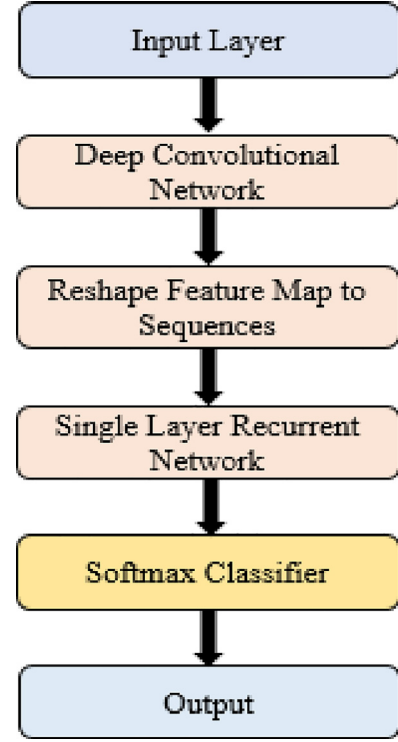 Input Layer
Deep Convolutional
Network
Reshape Feature Map to
Sequences
Single Layer Recurrent
Network
Softmax Classifier
Output